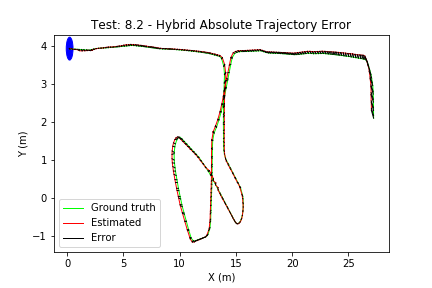 Test: 8.2 - Hybrid Absolute Trajectory Error
4
3
2
1
0
−1
Y (m)
Ground truth
Estimated
Error
0 5 10 15 20 25
X (m)